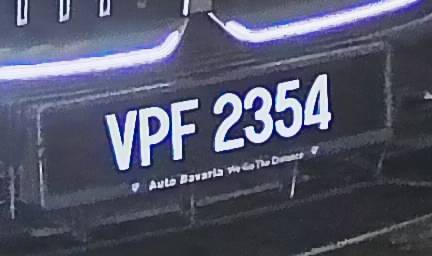 VPF 2354
Auto Bavaria We Go The Distance